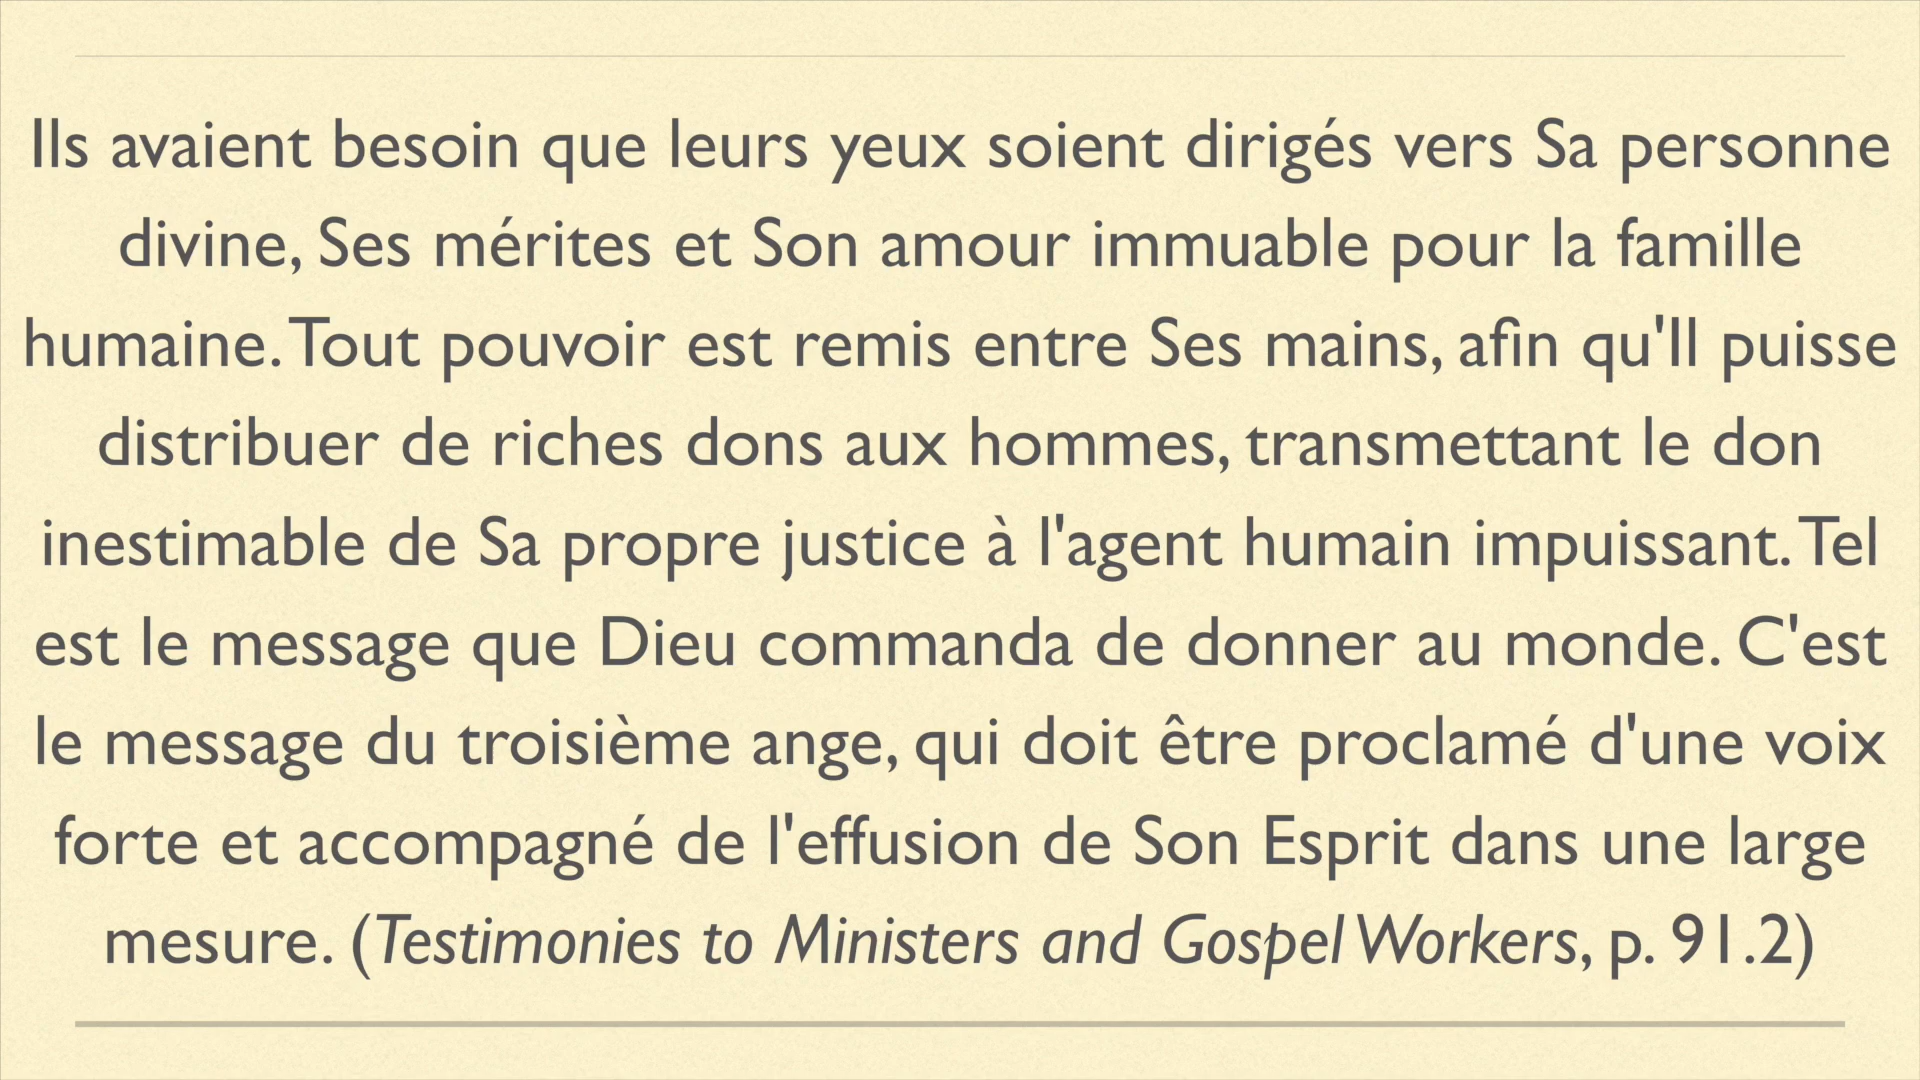 Ils avaient besoin que leurs yeux soient dirigés vers Sa personne
divine, Ses mérites et Son amour immuable pour la famille
humaine. Tout pouvoir est remis entre Ses mains, afin qu'Il puisse
distribuer de riches dons aux hommes, transmettant le don
inestimable de Sa propre justice à l'agent humain impuissant. Tel
est le message que Dieu commanda de donner au monde. C'est
le message du troisième ange, qui doit être proclamé d'une voix
forte et accompagné de l'effusion de Son Esprit dans une large
mesure. (Testimonies to Ministers and Gospel Workers, p. 91.2)